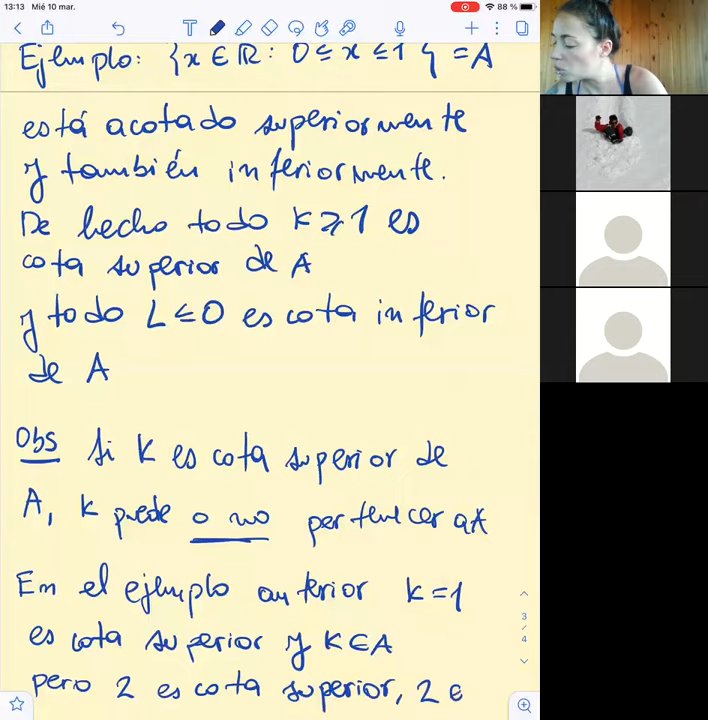 13:13 Mié 10 mar.
88 %
Ejemplo: {x ∈ ℝ : 0 ≤ x ≤ 1} = A
está acotado superiormente
y también inferiormente.
De hecho todo K ≥ 1 es
cota superior de A
y todo L ≤ 0 es cota inferior
de A
Obs Si K es cota superior de
A, K puede o no pertenecer a A
En el ejemplo anterior K = 1
es cota superior y K ∈ A
pero 2 es cota superior, 2 ∈
3
/
4